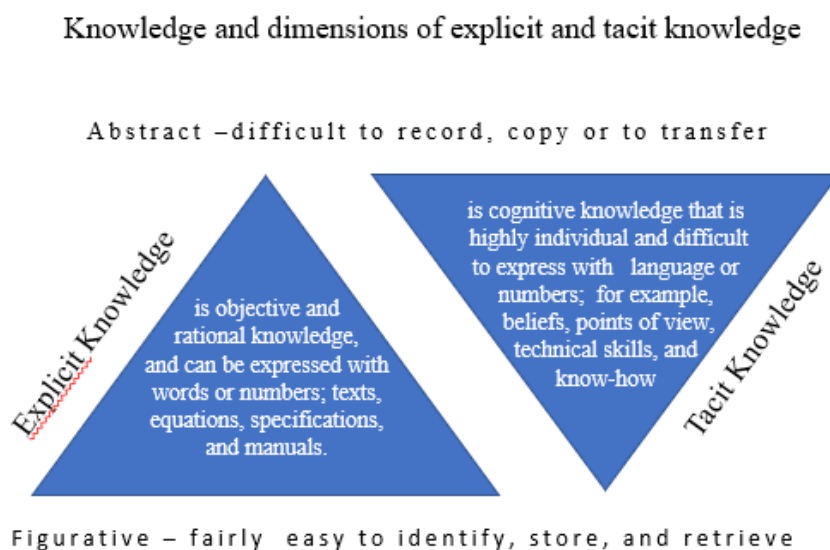 Knowledge and dimensions of explicit and tacit knowledge
Abstract –difficult to record, copy or to transfer
Explicit Knowledge
is objective and
rational knowledge,
and can be expressed with
words or numbers; texts,
equations, specifications,
and manuals.
is cognitive knowledge that is
highly individual and difficult
to express with language or
numbers; for example,
beliefs, points of view,
technical skills, and
know-how
Tacit Knowledge
Figurative – fairly easy to identify, store, and retrieve